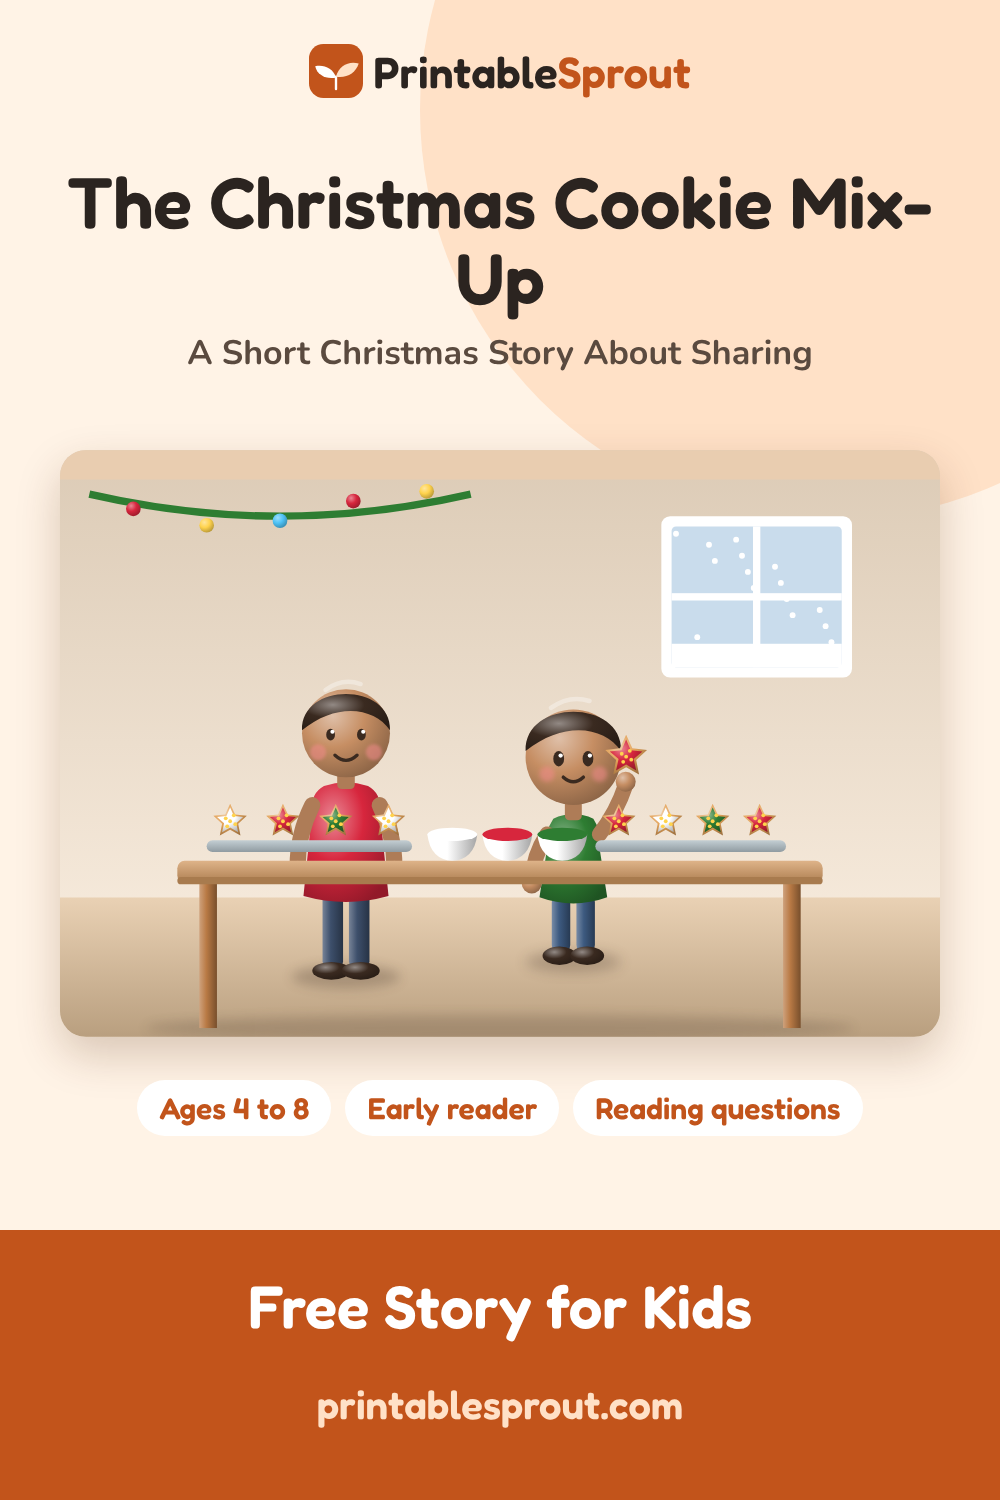 PrintableSprout
The Christmas Cookie Mix-
Up
A Short Christmas Story About Sharing
Ages 4 to 8
Early reader
Reading questions
Free Story for Kids
printablesprout.com